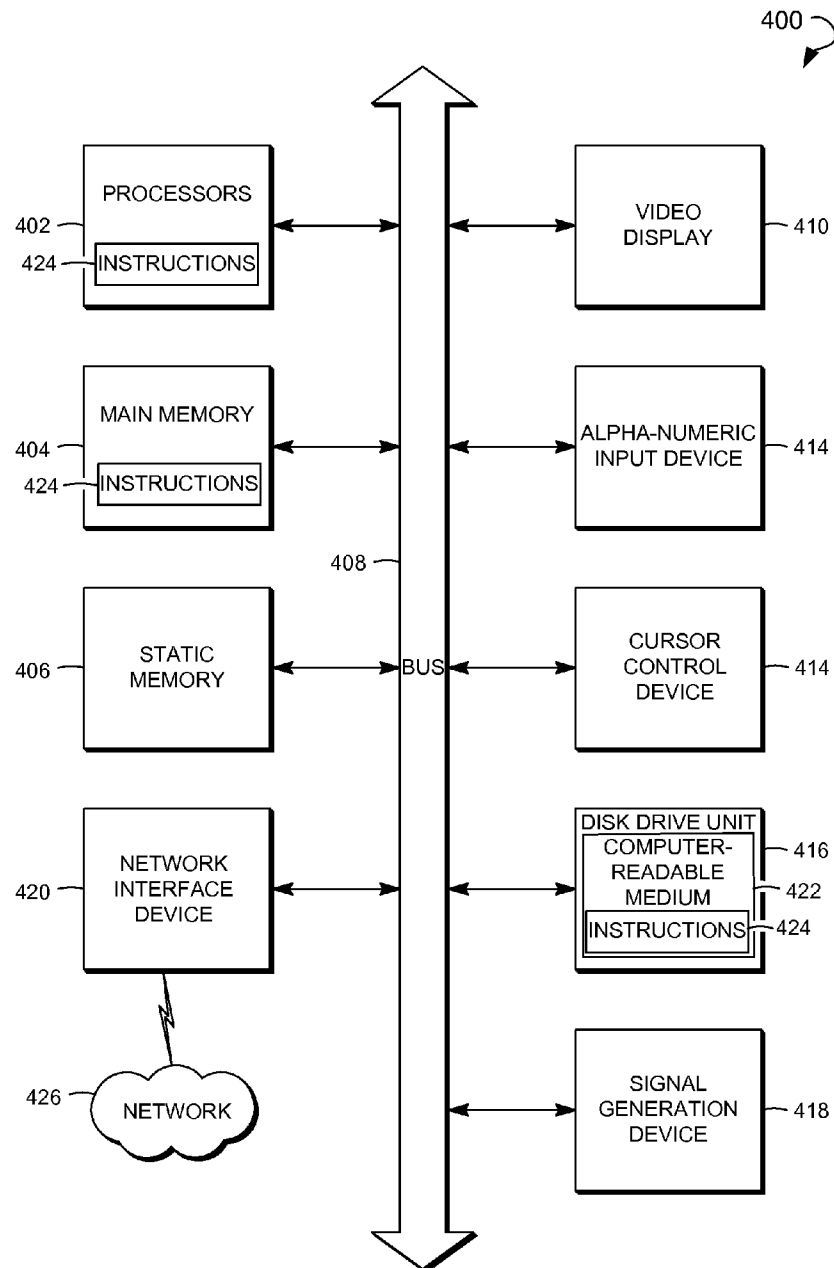 400
PROCESSORS
402
424
INSTRUCTIONS
VIDEO
DISPLAY
410
MAIN MEMORY
404
424
INSTRUCTIONS
ALPHA-NUMERIC
INPUT DEVICE
414
408
STATIC
MEMORY
406
BUS
CURSOR
CONTROL
DEVICE
414
NETWORK
INTERFACE
DEVICE
420
DISK DRIVE UNIT
416
COMPUTER-
READABLE
MEDIUM
422
INSTRUCTIONS
424
426
NETWORK
SIGNAL
GENERATION
DEVICE
418